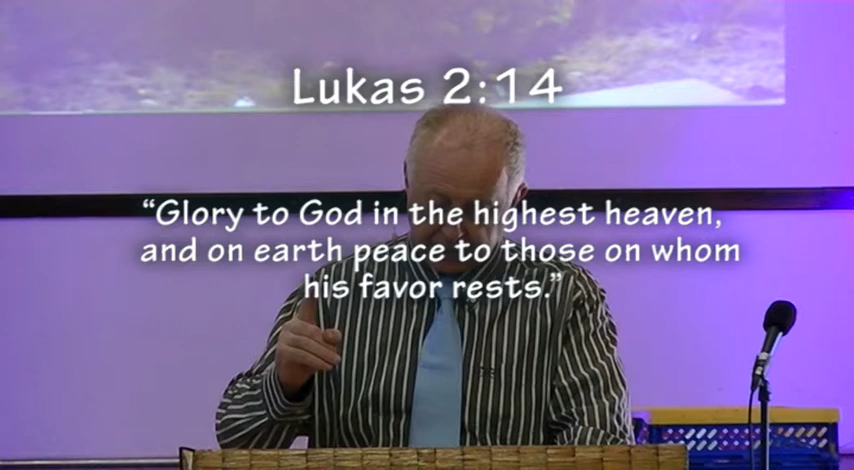 Lukas 2:14
“Glory to God in the highest heaven,
and on earth peace to those on whom
his favor rests.”